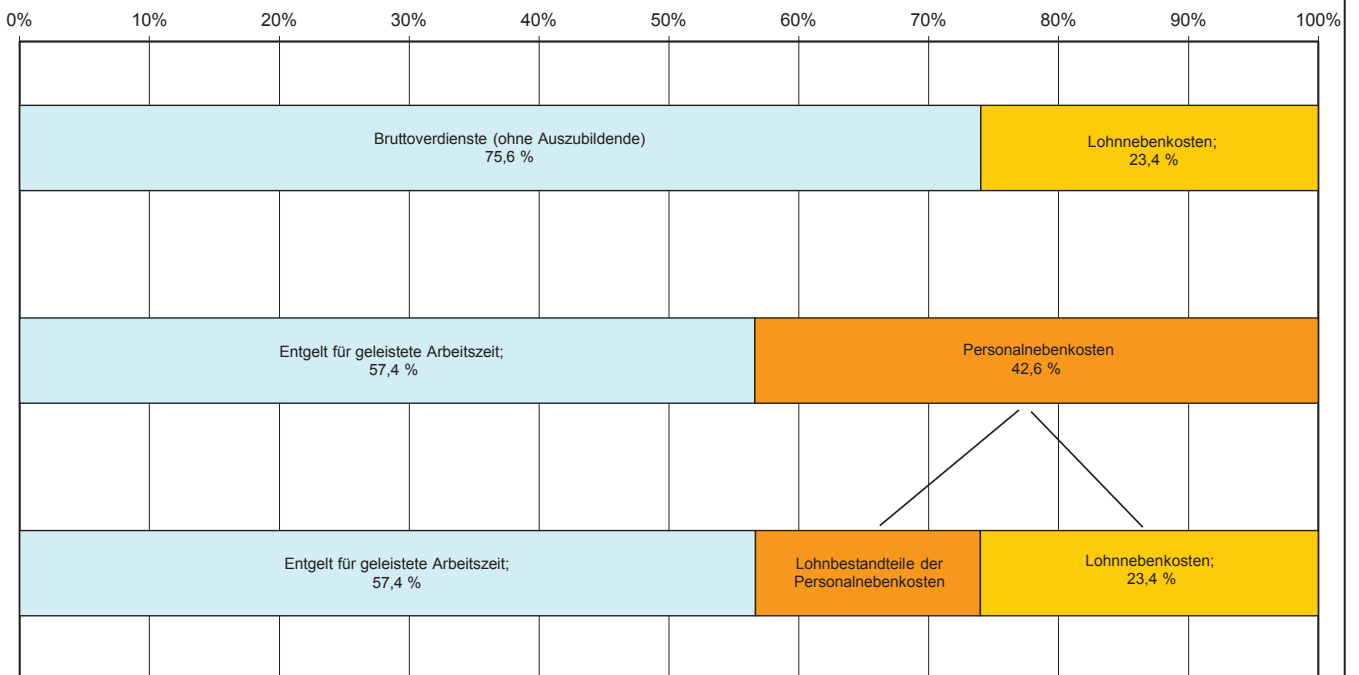 0% 10% 20% 30% 40% 50% 60% 70% 80% 90% 100%
Bruttoverdienste (ohne Auszubildende)
75,6 %
Lohnnebenkosten;
23,4 %
Entgelt für geleistete Arbeitszeit;
57,4 %
Personalnebenkosten
42,6 %
Entgelt für geleistete Arbeitszeit;
57,4 %
Lohnbestandteile der
Personalnebenkosten
Lohnnebenkosten;
23,4 %